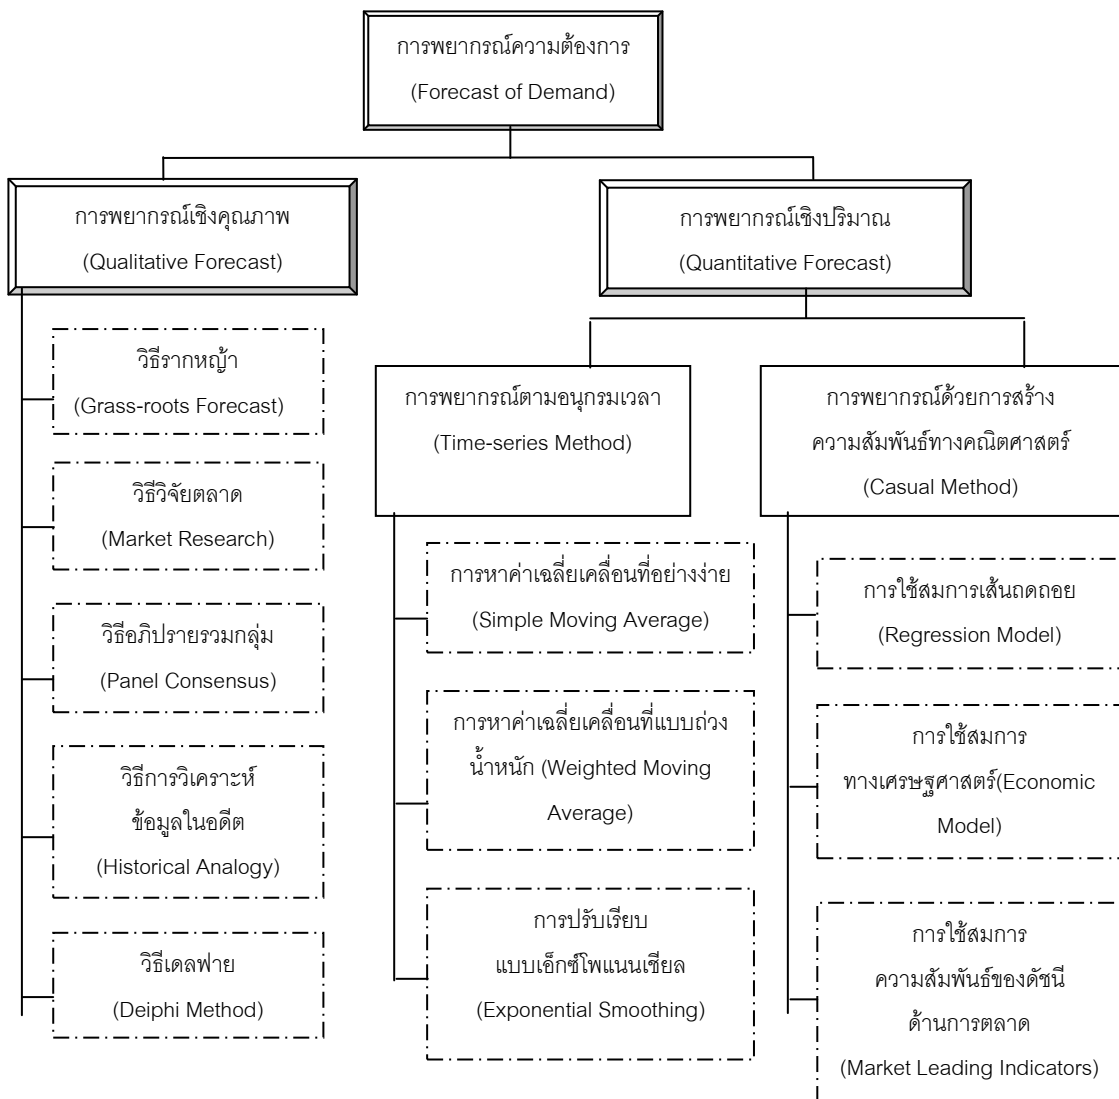 การพยากรณ์ความต้องการ
(Forecast of Demand)
การพยากรณ์เชิงคุณภาพ
(Qualitative Forecast)
การพยากรณ์เชิงปริมาณ
(Quantitative Forecast)
วิธีรากหญ้า
(Grass-roots Forecast)
วิธีวิจัยตลาด
(Market Research)
วิธีอภิปรายรวมกลุ่ม
(Panel Consensus)
วิธีการวิเคราะห์
ข้อมูลในอดีต
(Historical Analogy)
วิธีเดลฟาย
(Deiphi Method)
การพยากรณ์ตามอนุกรมเวลา
(Time-series Method)
การหาค่าเฉลี่ยเคลื่อนที่อย่างง่าย
(Simple Moving Average)
การหาค่าเฉลี่ยเคลื่อนที่แบบถ่วง
น้ำหนัก (Weighted Moving
Average)
การปรับเรียบ
แบบเอ็กซ์โพแนนเชียล
(Exponential Smoothing)
การพยากรณ์ด้วยการสร้าง
ความสัมพันธ์ทางคณิตศาสตร์
(Casual Method)
การใช้สมการเส้นถดถอย
(Regression Model)
การใช้สมการ
ทางเศรษฐศาสตร์(Economic
Model)
การใช้สมการ
ความสัมพันธ์ของดัชนี
ด้านการตลาด
(Market Leading Indicators)